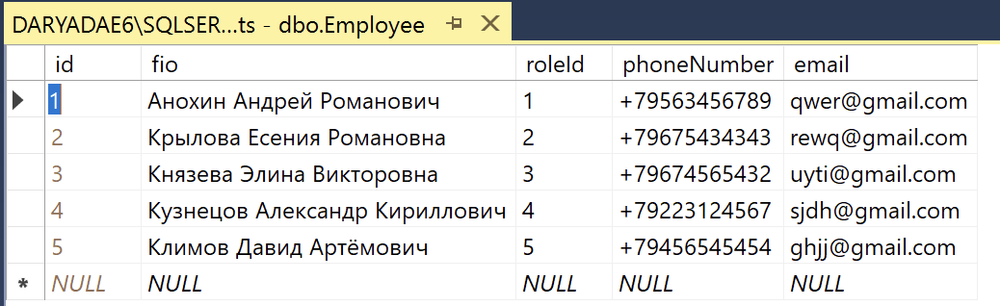 DARYADAE6\SQLSER...ts - dbo.Employee
id fio roleId phoneNumber email
1 Анохин Андрей Романович 1 +79563456789 qwer@gmail.com
2 Крылова Есения Романовна 2 +79675434343 rewq@gmail.com
3 Князева Элина Викторовна 3 +79674565432 uyti@gmail.com
4 Кузнецов Александр Кириллович 4 +79223124567 sjdh@gmail.com
5 Климов Давид Артёмович 5 +79456545454 ghjj@gmail.com
* NULL NULL NULL NULL NULL